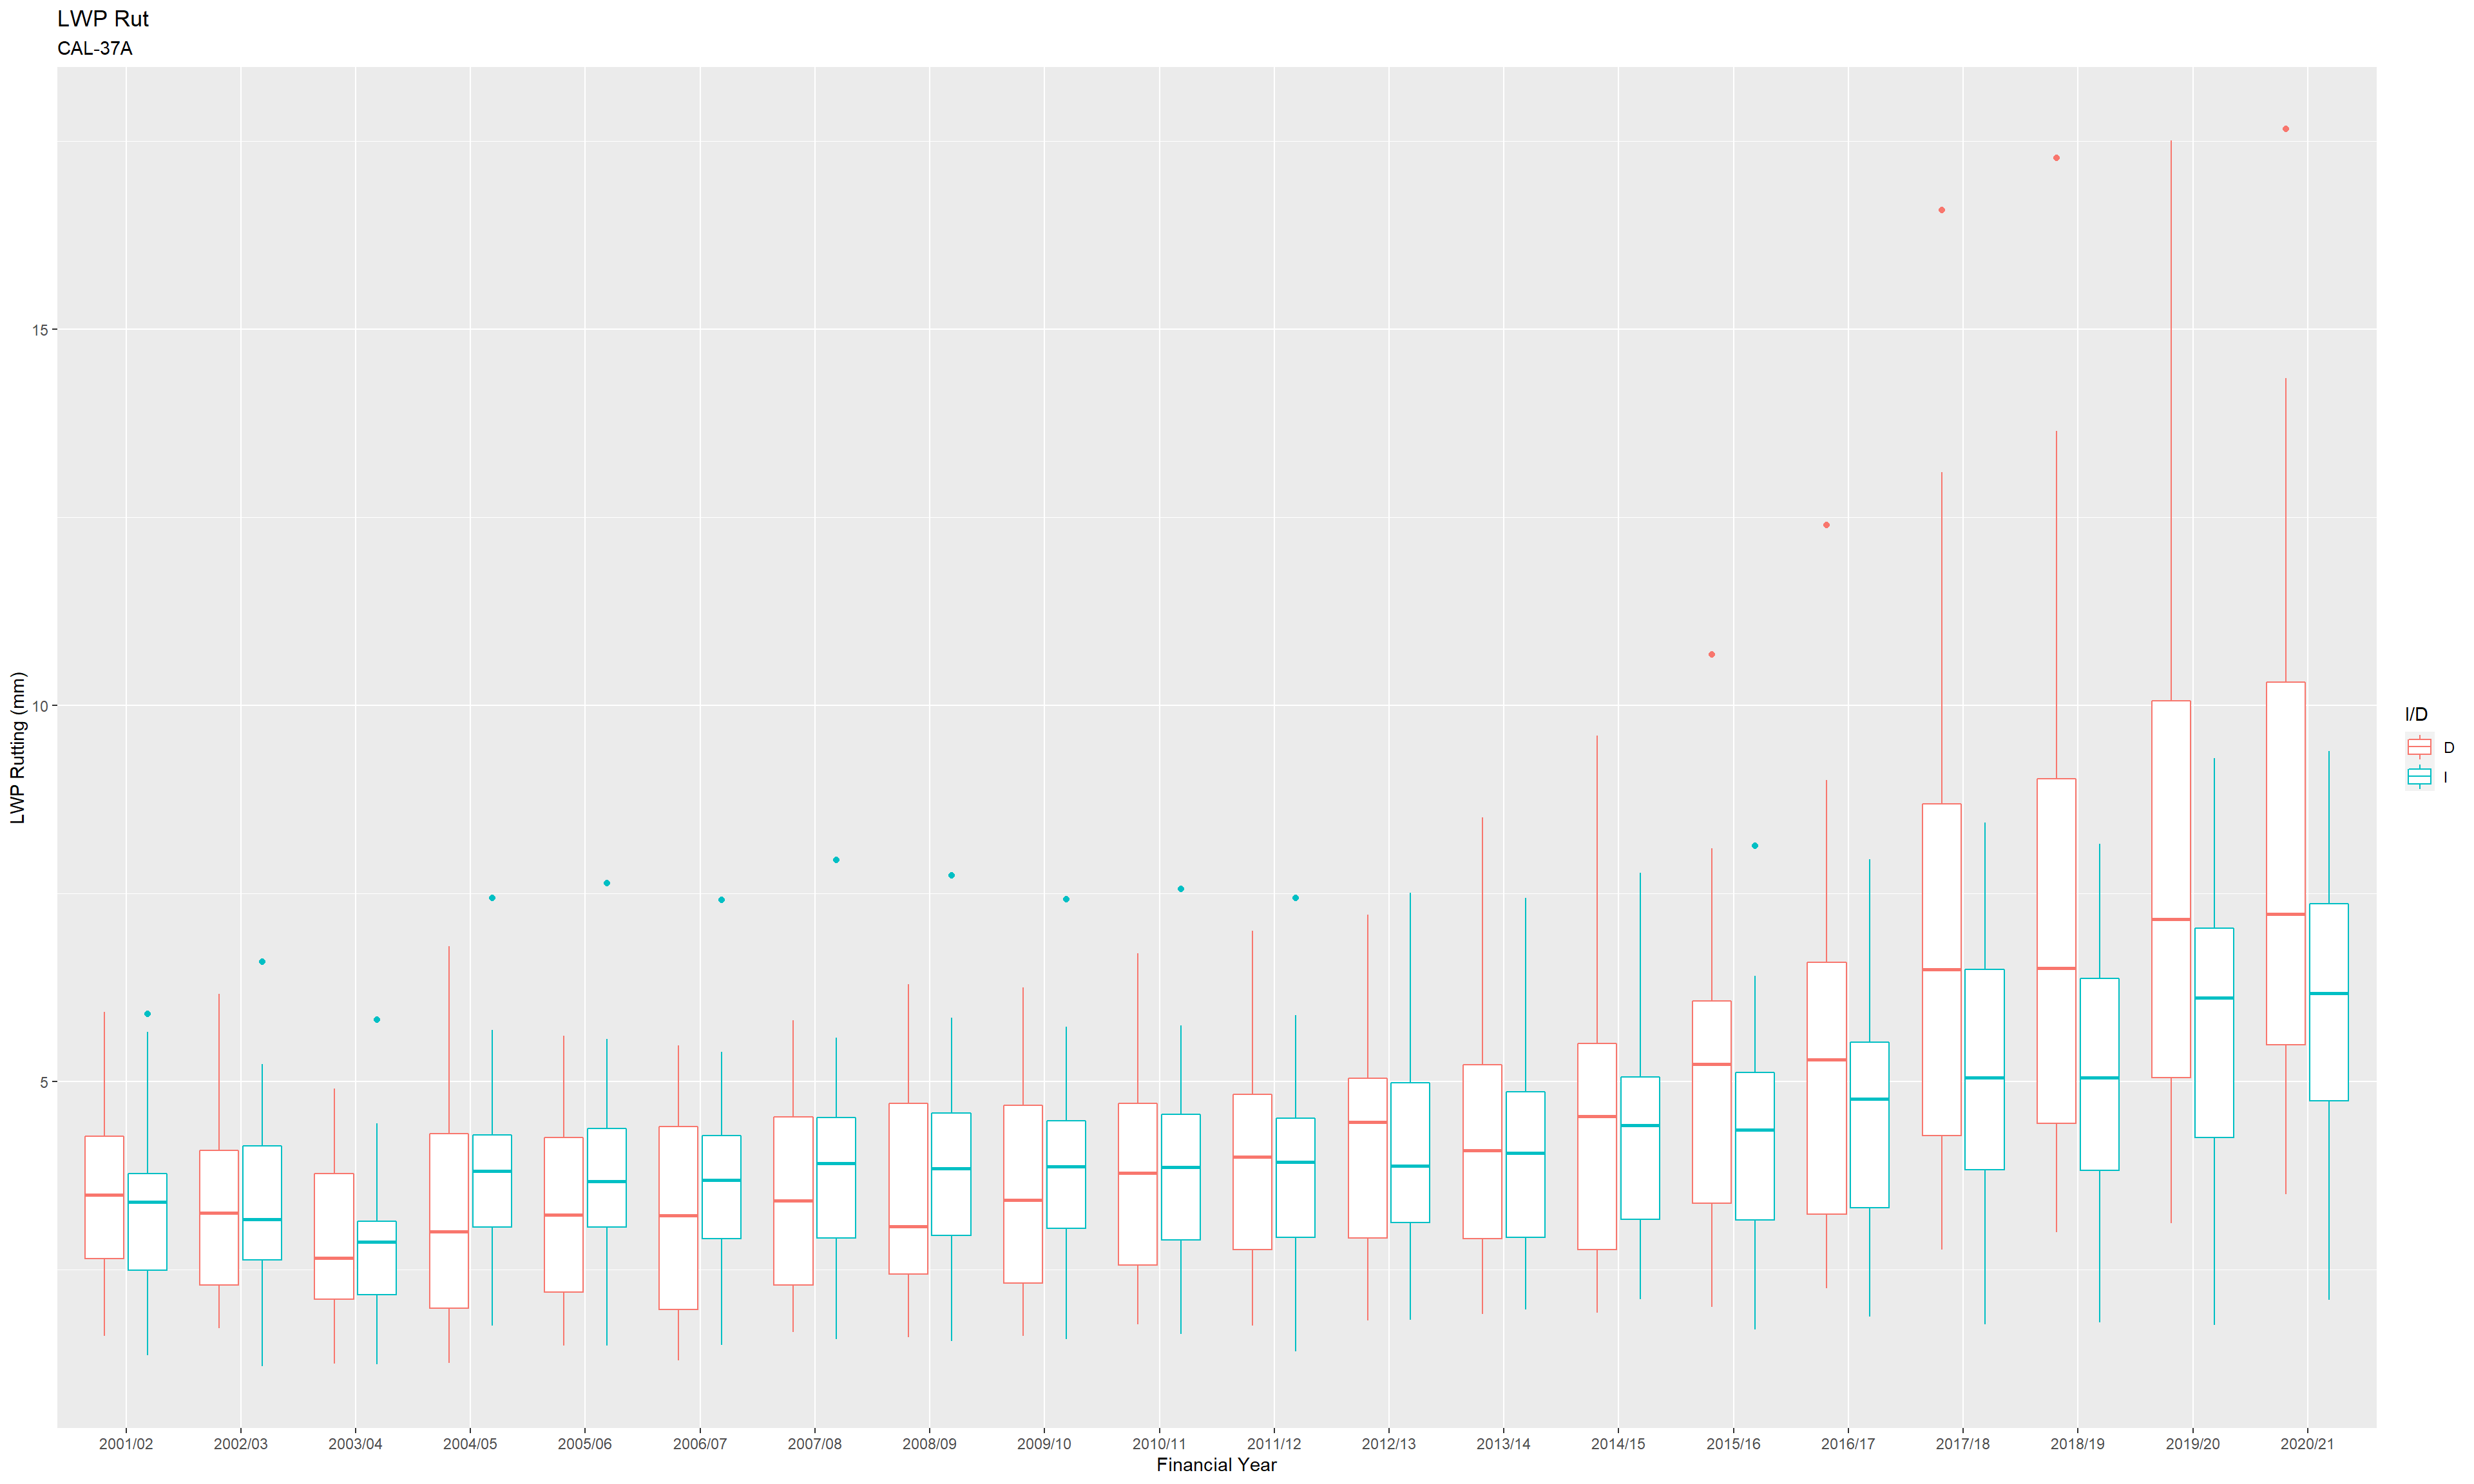 LWP Rut
CAL-37A
LWP Rutting (mm)
15
10
5
2001/02 2002/03 2003/04 2004/05 2005/06 2006/07 2007/08 2008/09 2009/10 2010/11 2011/12 2012/13 2013/14 2014/15 2015/16 2016/17 2017/18 2018/19 2019/20 2020/21
Financial Year
I/D
D
I